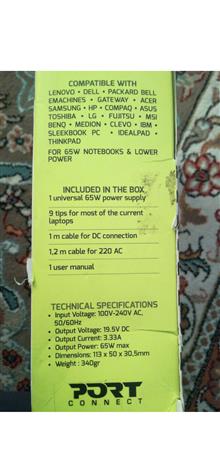 COMPATIBLE WITH
LENOVO • DELL • PACKARD BELL
EMACHINES • GATEWAY • ACER
SAMSUNG • HP • COMPAQ • ASUS
TOSHIBA • LG • FUJITSU • MSI
BENQ • MEDION • CLEVO • IBM •
SLEEKBOOK PC • IDEALPAD •
THINKPAD
FOR 65W NOTEBOOKS & LOWER
POWER
INCLUDED IN THE BOX
1 universal 65W power supply
9 tips for most of the current
laptops
1 m cable for DC connection
1,2 m cable for 220 AC
1 user manual
TECHNICAL SPECIFICATIONS
• Input Voltage: 100V-240V AC,
50/60Hz
• Output Voltage: 19.5V DC
• Output Current: 3.33A
• Output Power: 65W max
• Dimensions: 113 x 50 x 30,5mm
• Weight: 340gr
PORT
CONNECT